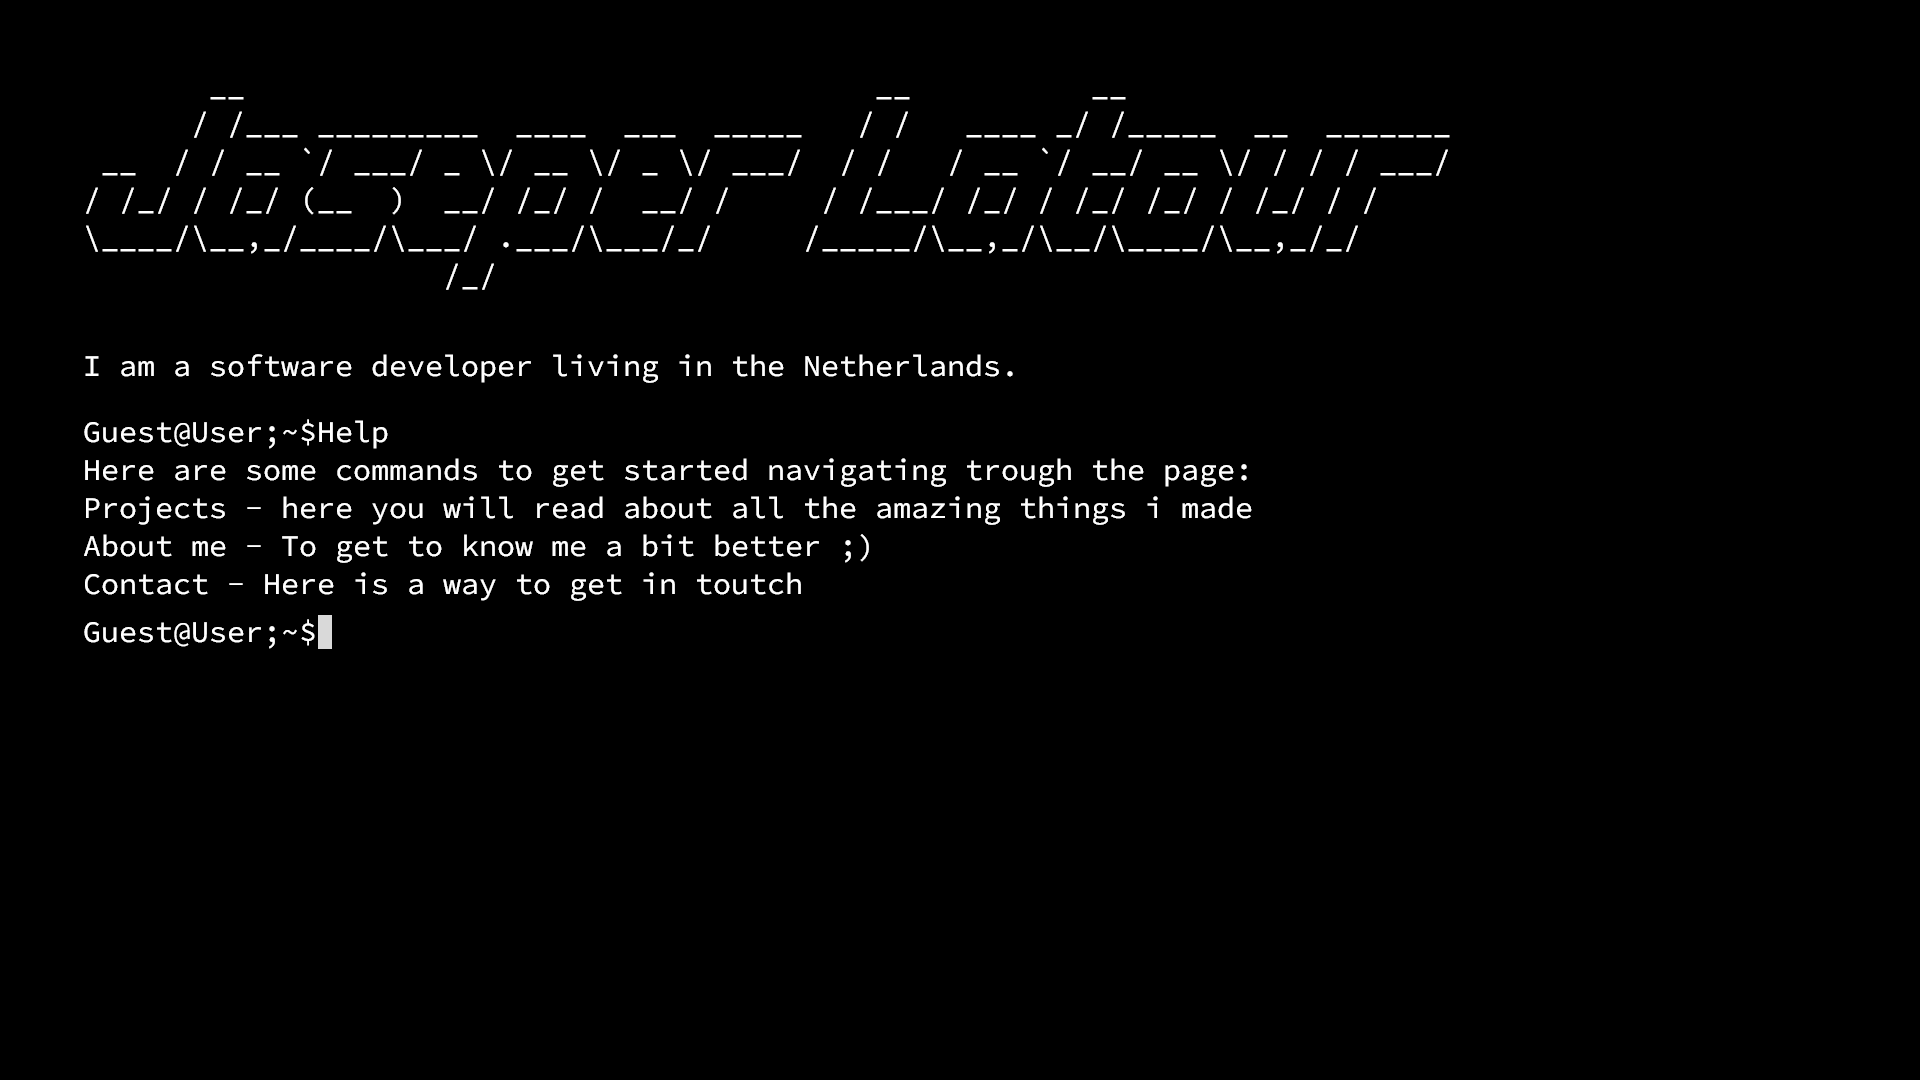 Jaseper Latour
I am a software developer living in the Netherlands.
Guest@User;~$Help
Here are some commands to get started navigating trough the page:
Projects - here you will read about all the amazing things i made
About me - To get to know me a bit better ;)
Contact - Here is a way to get in toutch
Guest@User;~$